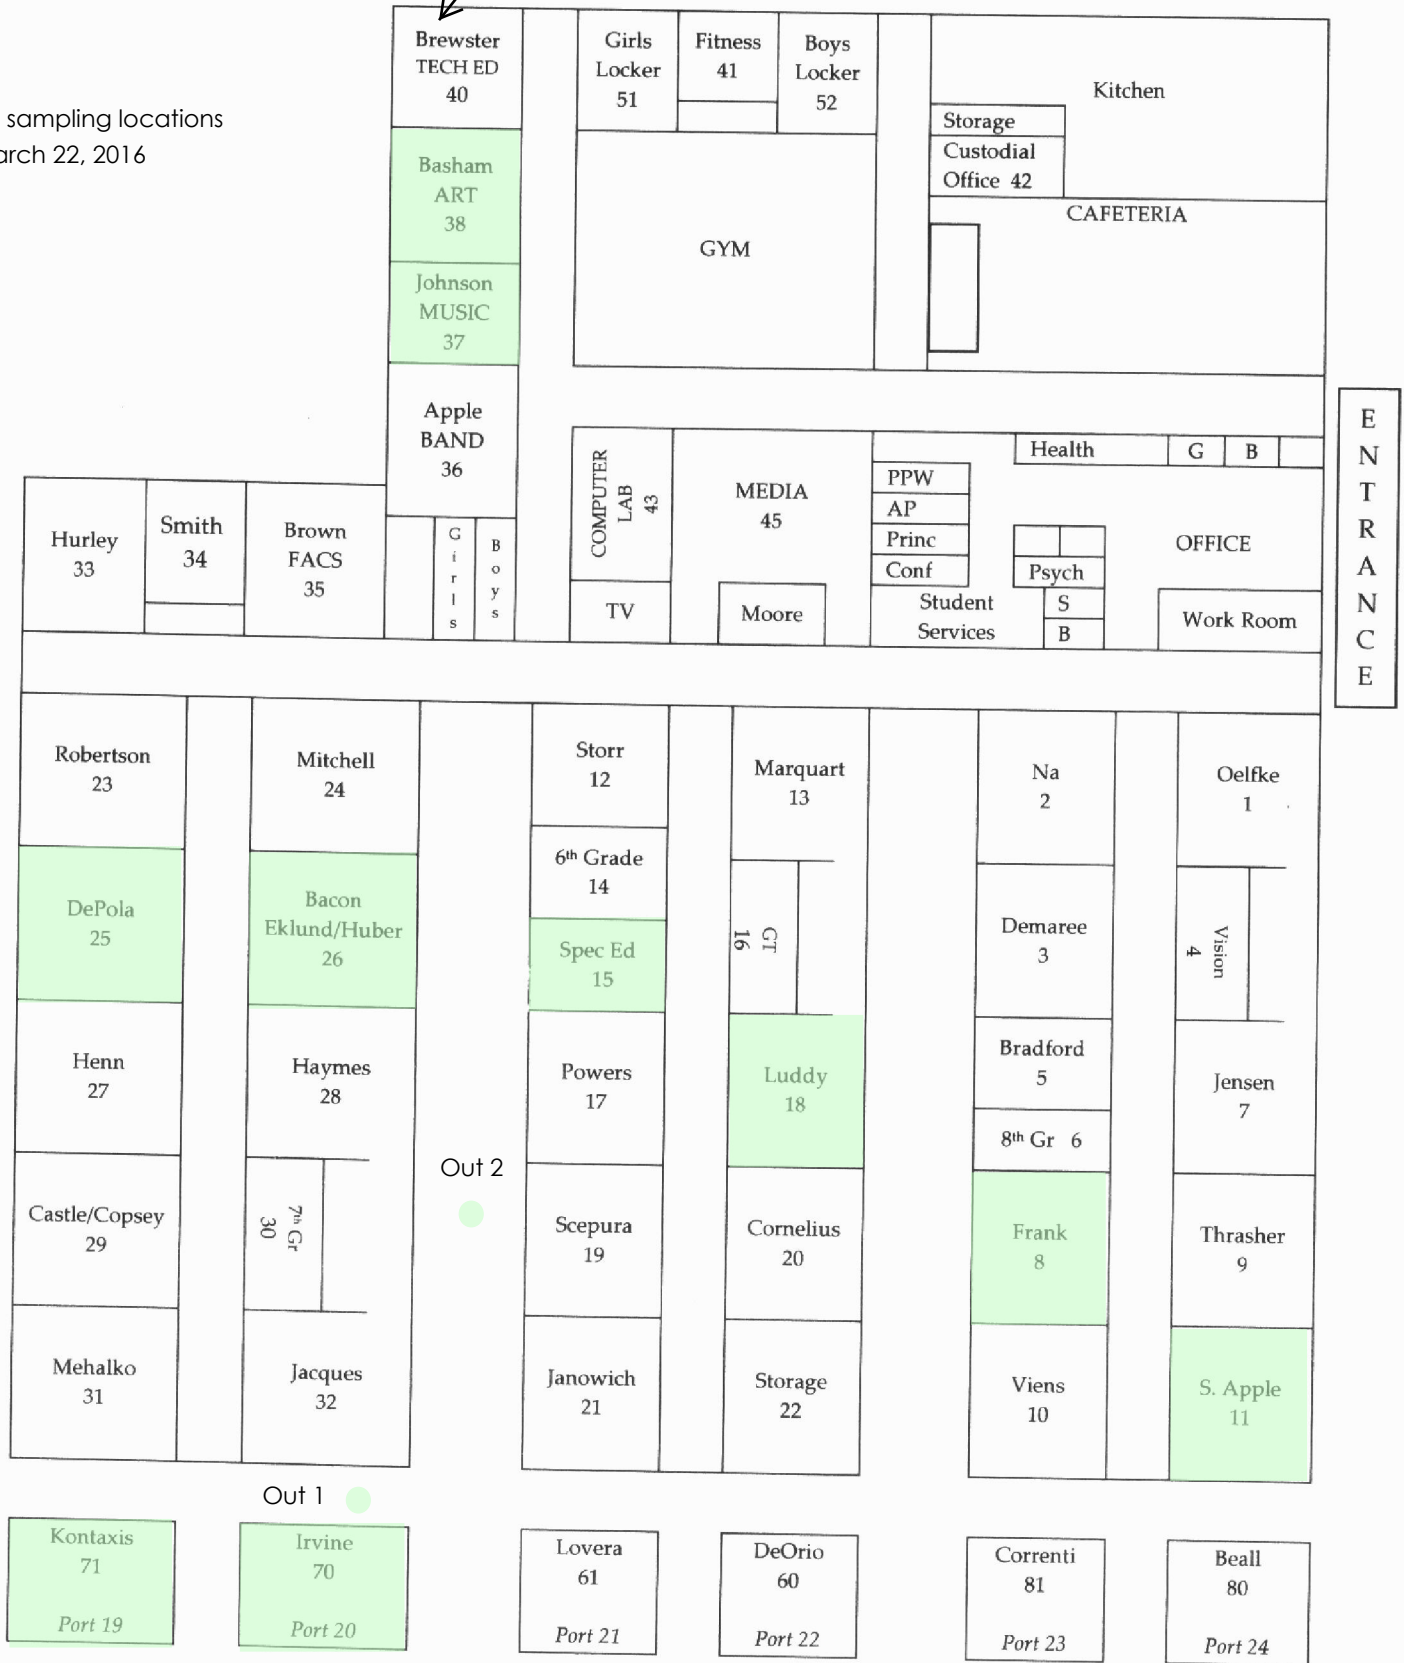 sampling locations
arch 22, 2016
Brewster
TECH ED
40
Girls
Locker
51
Fitness
41
Boys
Locker
52
Kitchen
Storage
Custodial
Office 42
CAFETERIA
Basham
ART
38
Johnson
MUSIC
37
GYM
Apple
BAND
36
ENTRANCE
Hurley
33
Smith
34
Brown
FACS
35
Girls
Boys
COMPUTER
LAB
43
TV
MEDIA
45
Moore
PPW
AP
Princ
Conf
Student
Services
Health
G
B
Psych
S
B
OFFICE
Work Room
Robertson
23
Mitchell
24
Storr
12
Marquart
13
Na
2
Oelfke
1
DePola
25
Bacon
Eklund/Huber
26
6th Grade
14
Spec Ed
15
GT
16
Demaree
3
Vision
4
Henn
27
Haymes
28
Powers
17
Luddy
18
Bradford
5
8th Gr 6
Jensen
7
Out 2
Castle/Copsey
29
7th Gr
30
Scepura
19
Cornelius
20
Frank
8
Thrasher
9
Mehalko
31
Jacques
32
Janowich
21
Storage
22
Viens
10
S. Apple
11
Out 1
Kontaxis
71
Port 19
Irvine
70
Port 20
Lovera
61
Port 21
DeOrio
60
Port 22
Correnti
81
Port 23
Beall
80
Port 24